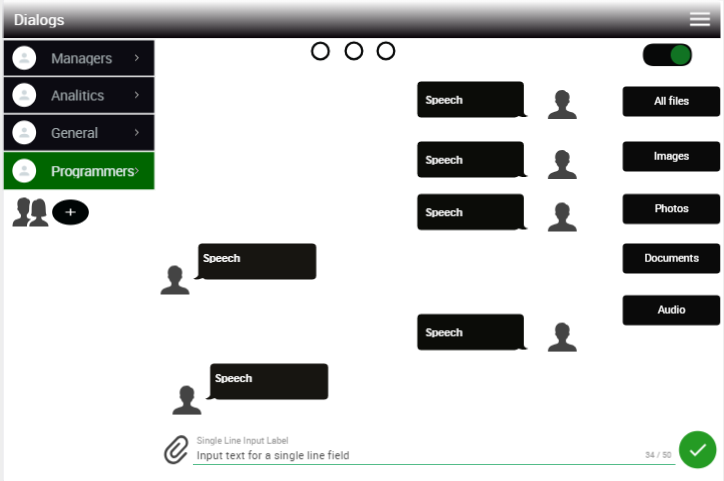 Dialogs
Managers
Analitics
General
Programmers
Speech
All files
Speech
Images
Speech
Photos
Speech
Documents
Audio
Speech
Speech
Single Line Input Label
Input text for a single line field
34 / 50